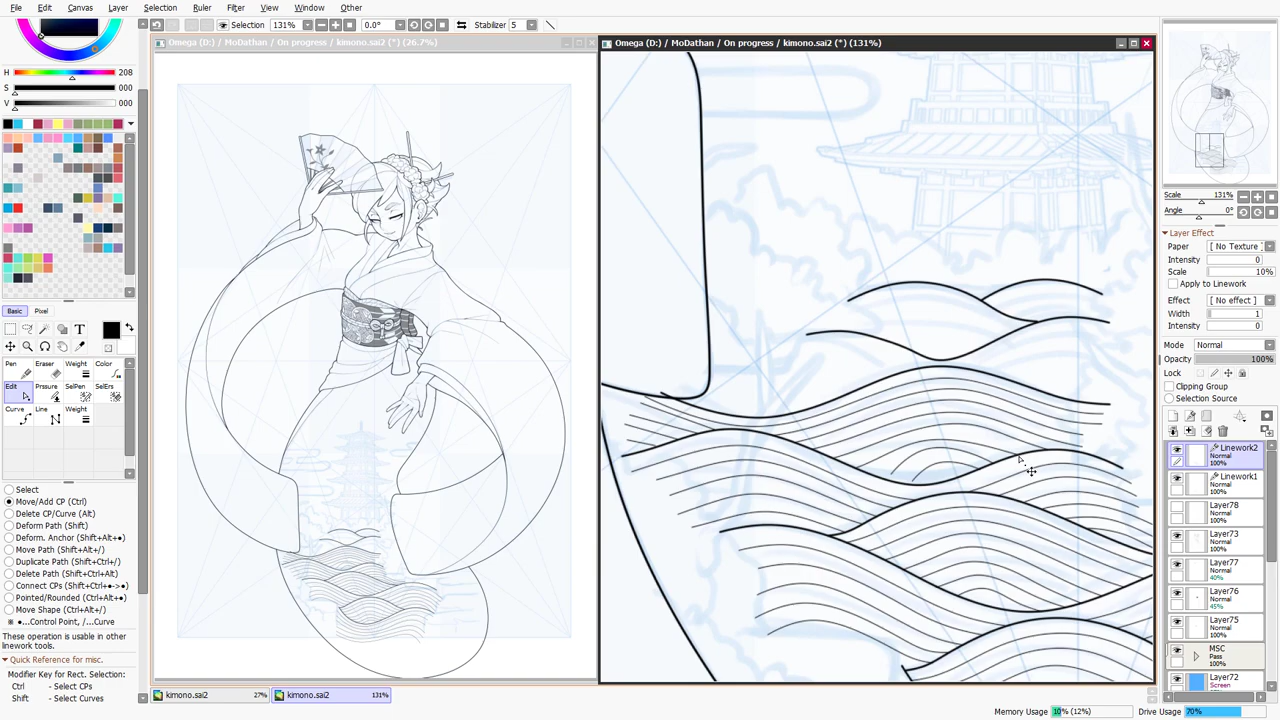 File Edit Canvas Layer Selection Ruler Filter View Window Other
Selection 131% 0.0° Stabilizer 5
Omega (D:) / MoDathan / On progress / kimono.sai2 (*) (26.7%)
Omega (D:) / MoDathan / On progress / kimono.sai2 (*) (131%)
H 208
S 000
V 000
Basic Pixel
T
Pen Eraser Weight Color
Edit Prssure SelPen SelErs
Curve Line Weight
Select
Move/Add CP (Ctrl)
Delete CP/Curve (Alt)
Deform Path (Shift)
Deform. Anchor (Shift+Alt+●)
Move Path (Shift+Alt+/)
Duplicate Path (Shift+Ctrl+/)
Delete Path (Shift+Ctrl+Alt)
Connect CPs (Shift+Ctrl+●->●)
Pointed/Rounded (Ctrl+Alt+●)
Move Shape (Ctrl+Alt+/)
● ...Control Point, /...Curve
These operation is usable in other
linework tools.
Quick Reference for misc.
Modifier Key for Rect. Selection:
Ctrl - Select CPs
Shift - Select Curves
kimono.sai2 27%
kimono.sai2 131%
Scale 131%
Angle 0°
Layer Effect
Paper [ No Texture ]
Intensity 0
Scale 10%
Apply to Linework
Effect [ No effect ]
Width 1
Intensity 0
Mode Normal
Opacity 100%
Lock
Clipping Group
Selection Source
Linework2
Normal
100%
Linework1
Normal
100%
Layer78
Normal
100%
Layer73
Normal
100%
Layer77
Normal
40%
Layer76
Normal
45%
Layer75
Normal
100%
MSC
Pass
100%
Layer72
Screen
Memory Usage 10% (12%) Drive Usage 70%